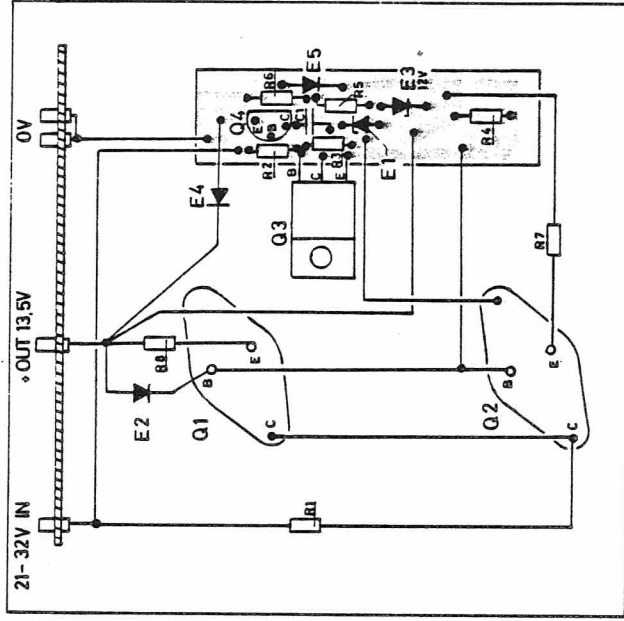 21-32V IN
+ OUT 13,5V
0V
E5
R6
Q4
E
B
C
C1
R5
E3
12V
R2
B
C
E
R3
E1
R4
E4
Q3
R8
E
B
E2
Q1
C
R7
E
B
Q2
C
R1